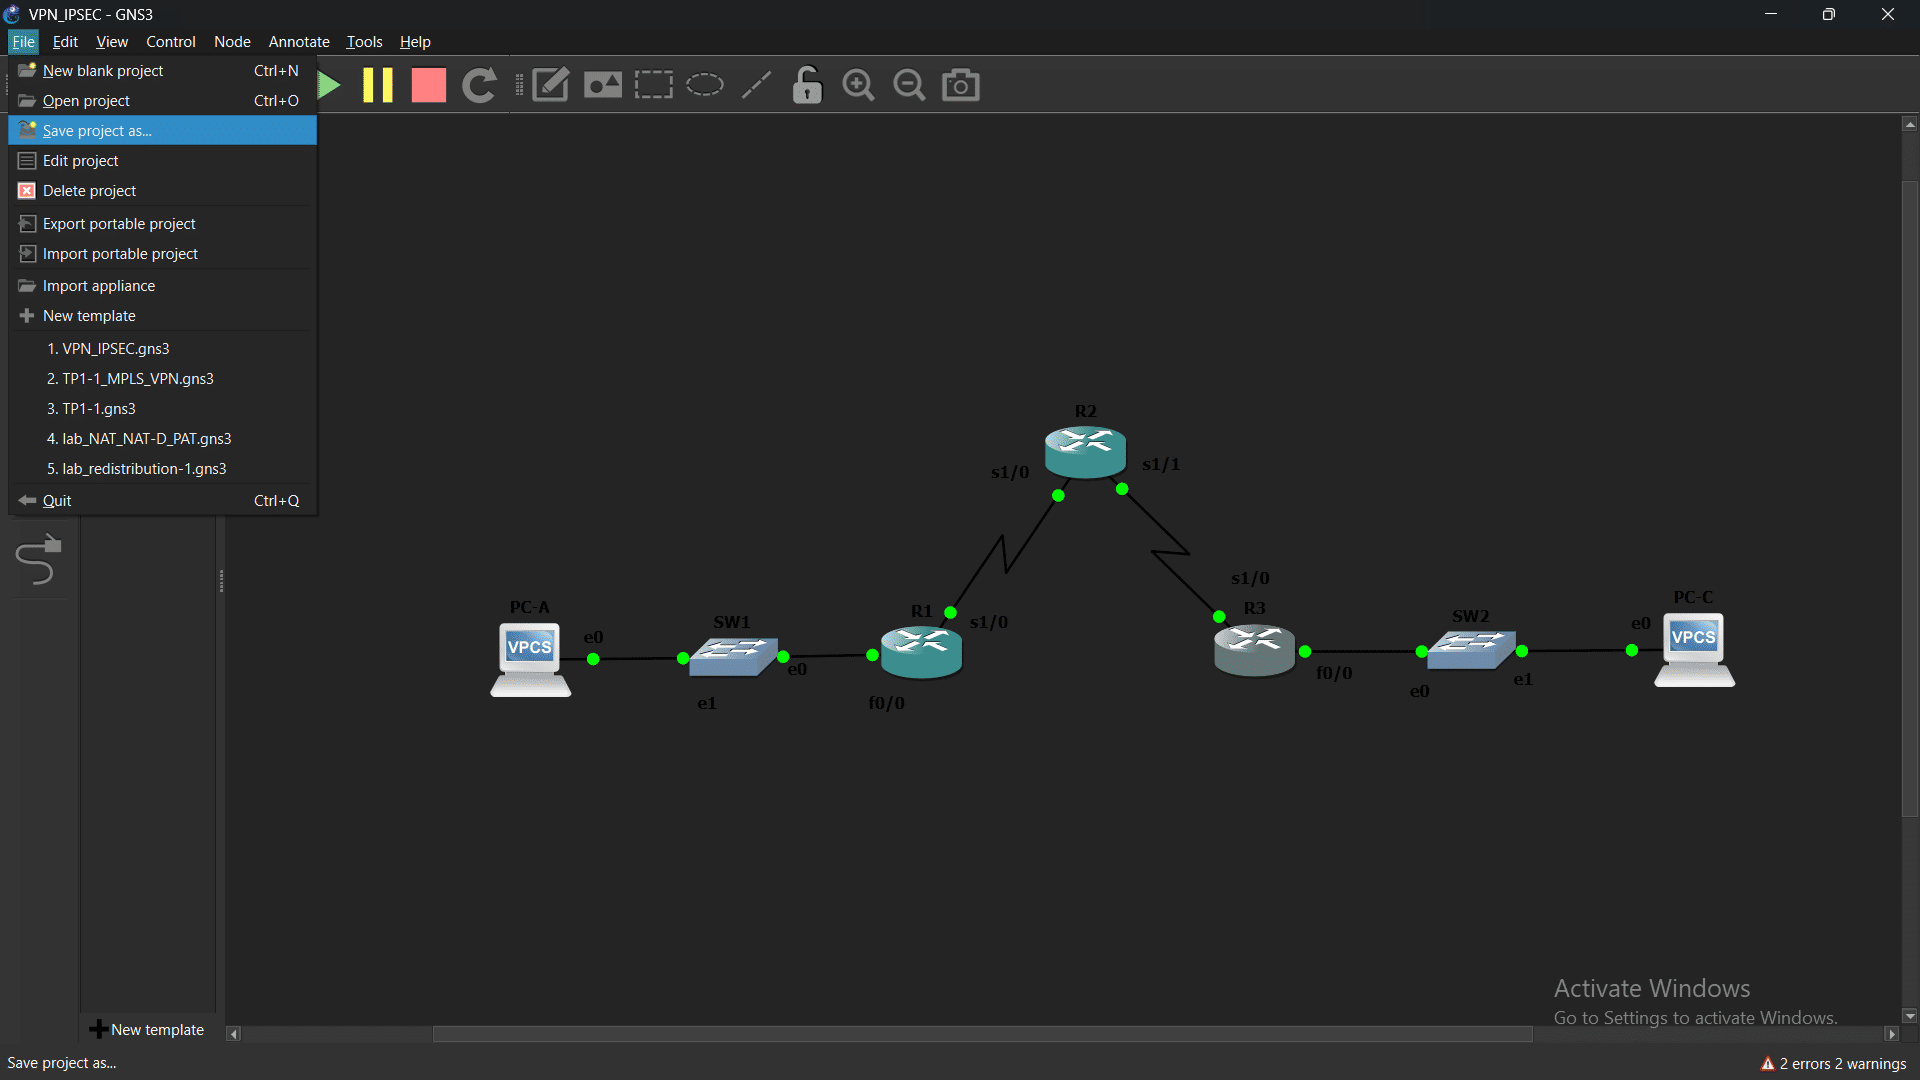 VPN_IPSEC - GNS3
File Edit View Control Node Annotate Tools Help
New blank project Ctrl+N
Open project Ctrl+O
Save project as...
Edit project
Delete project
Export portable project
Import portable project
Import appliance
New template
1. VPN_IPSEC.gns3
2. TP1-1_MPLS_VPN.gns3
3. TP1-1.gns3
4. lab_NAT_NAT-D_PAT.gns3
5. lab_redistribution-1.gns3
Quit Ctrl+Q
R2
s1/0
s1/1
s1/0
PC-A
VPCS
e0
SW1
e1
e0
R1
s1/0
f0/0
R3
f0/0
SW2
e0
e1
PC-C
e0
VPCS
Activate Windows
Go to Settings to activate Windows.
New template
Save project as...
2 errors 2 warnings